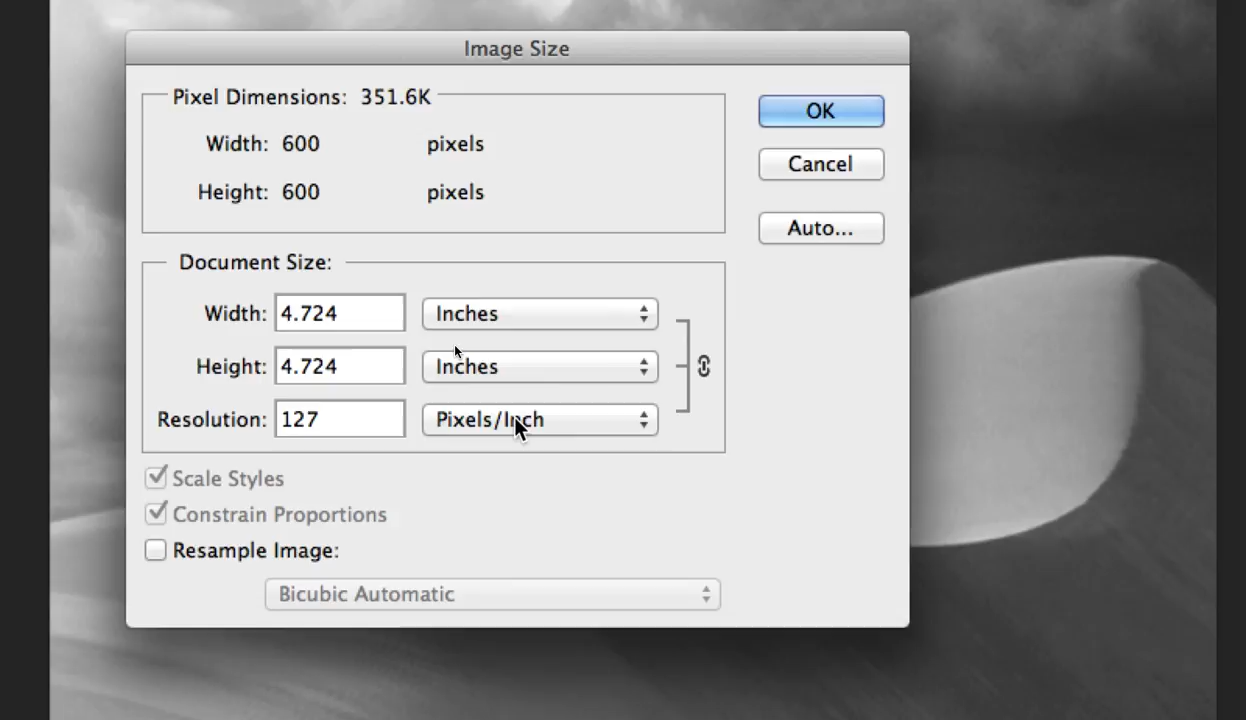 Image Size
Pixel Dimensions: 351.6K
OK
Width: 600 pixels
Cancel
Height: 600 pixels
Auto...
Document Size:
Width: 4.724 Inches
Height: 4.724 Inches
Resolution: 127 Pixels/Inch
Scale Styles
Constrain Proportions
Resample Image:
Bicubic Automatic